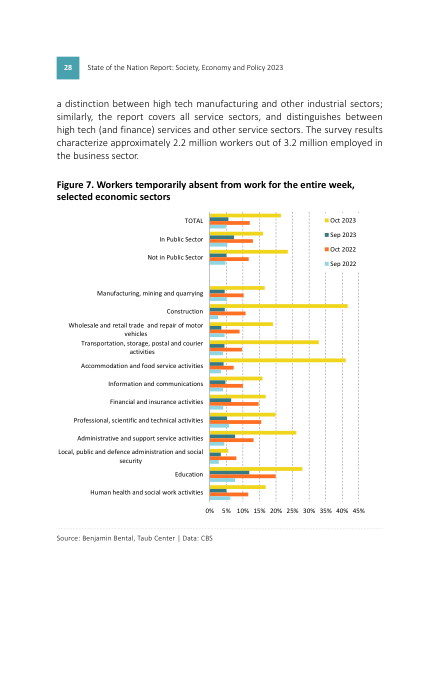 28 State of the Nation Report: Society, Economy and Policy 2023
a distinction between high tech manufacturing and other industrial sectors;
similarly, the report covers all service sectors, and distinguishes between
high tech (and finance) services and other service sectors. The survey results
characterize approximately 2.2 million workers out of 3.2 million employed in
the business sector.
Figure 7. Workers temporarily absent from work for the entire week,
selected economic sectors
TOTAL
In Public Sector
Not in Public Sector
Manufacturing, mining and quarrying
Construction
Wholesale and retail trade and repair of motor
vehicles
Transportation, storage, postal and courier
activities
Accommodation and food service activities
Information and communications
Financial and insurance activities
Professional, scientific and technical activities
Administrative and support service activities
Local, public and defence administration and social
security
Education
Human health and social work activities
Oct 2023
Sep 2023
Oct 2022
Sep 2022
0% 5% 10% 15% 20% 25% 30% 35% 40% 45%
Source: Benjamin Bental, Taub Center | Data: CBS